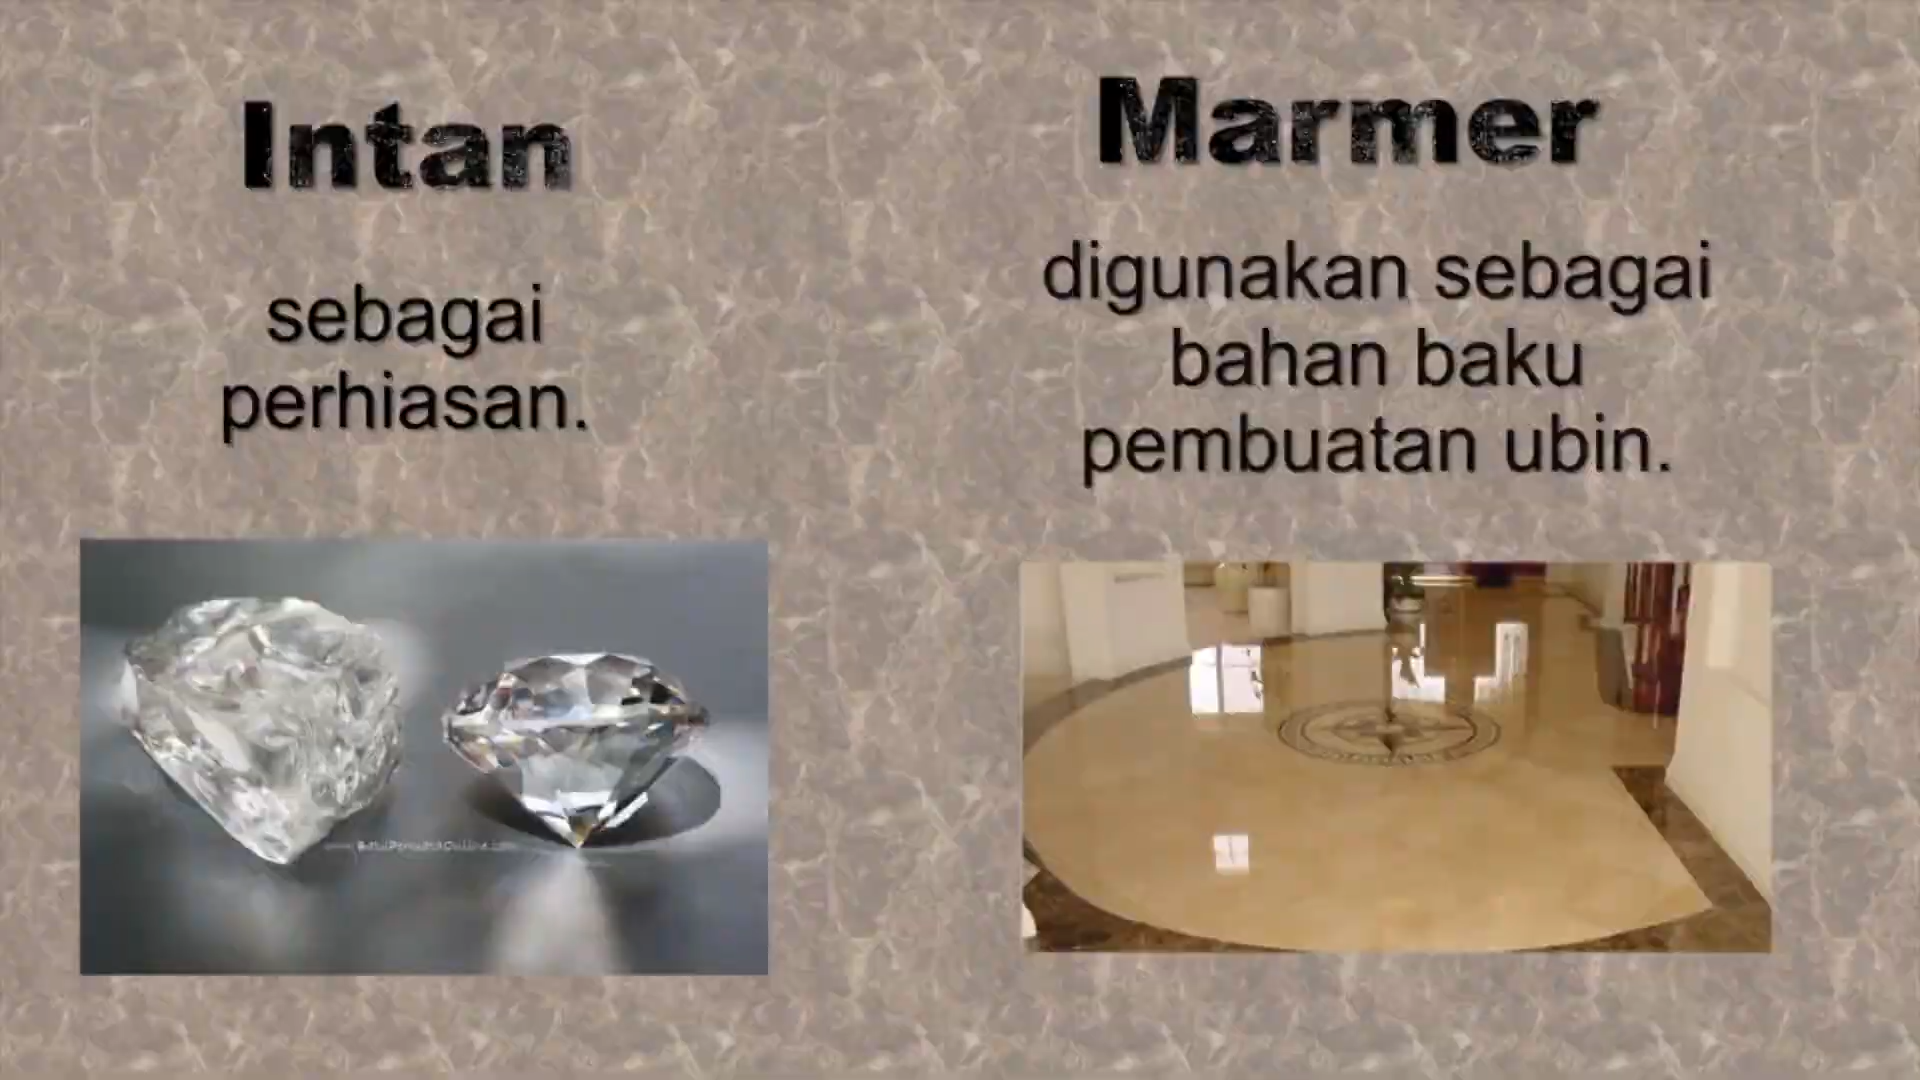 Intan
sebagai
perhiasan.
Marmer
digunakan sebagai
bahan baku
pembuatan ubin.